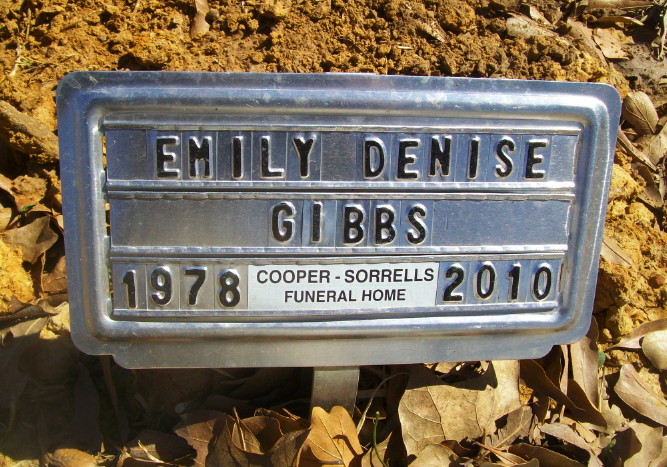 EMILY DENISE
GIBBS
1978 COOPER - SORRELLS 2010
FUNERAL HOME